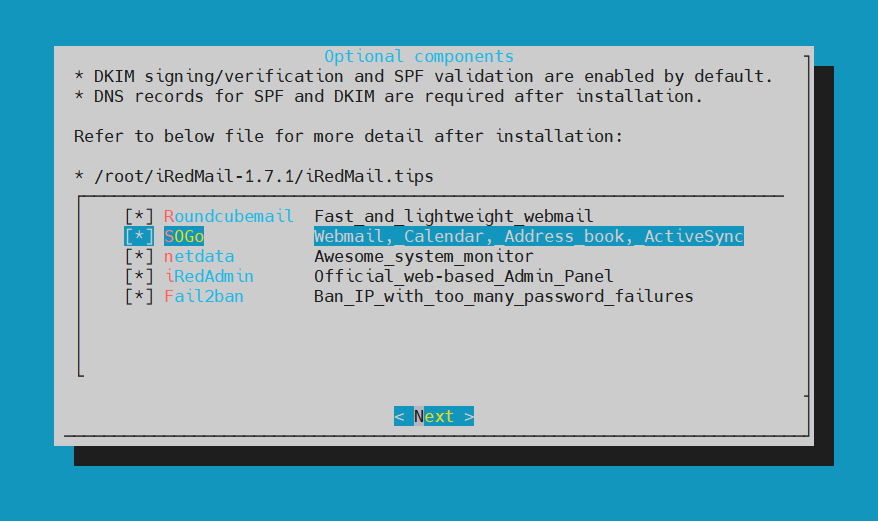 Optional components
* DKIM signing/verification and SPF validation are enabled by default.
* DNS records for SPF and DKIM are required after installation.
Refer to below file for more detail after installation:
* /root/iRedMail-1.7.1/iRedMail.tips
[*] Roundcubemail Fast_and_lightweight_webmail
[*] SOGo Webmail,_Calendar,_Address_book,_ActiveSync
[*] netdata Awesome_system_monitor
[*] iRedAdmin Official_web-based_Admin_Panel
[*] Fail2ban Ban_IP_with_too_many_password_failures
< Next >